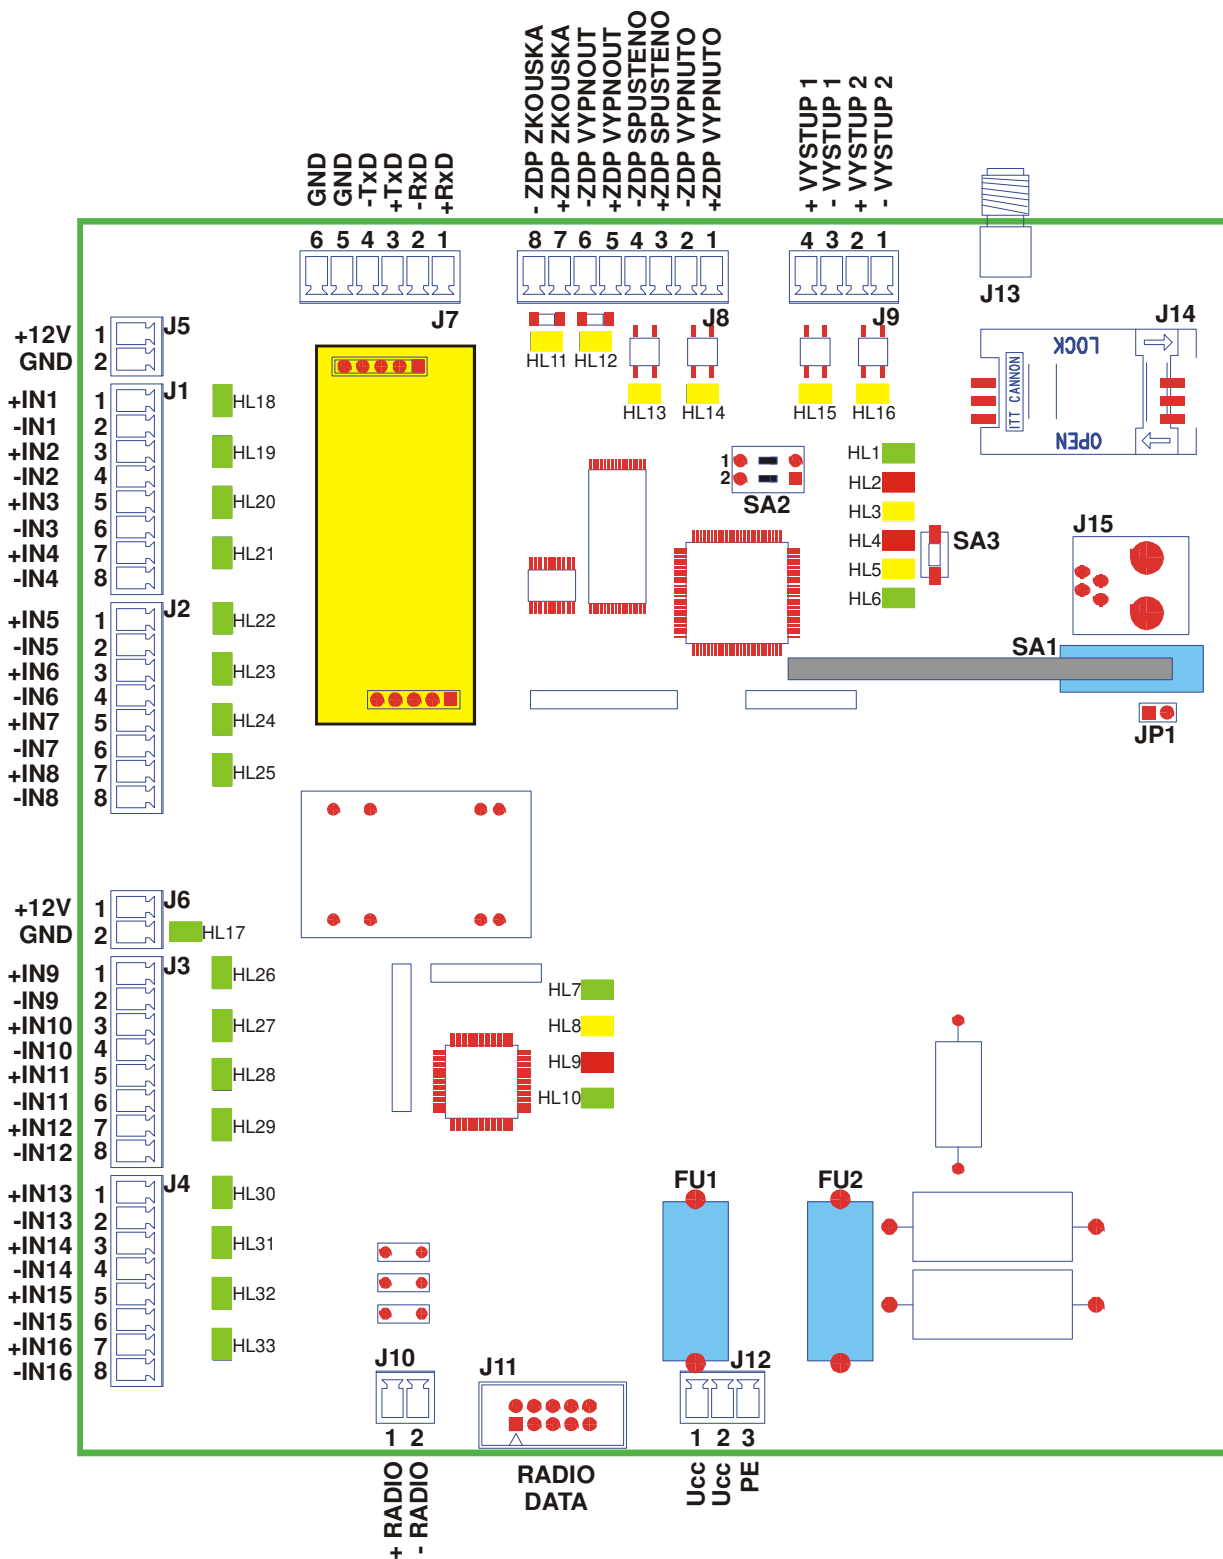 - ZDP ZKOUSKA
+ZDP ZKOUSKA
-ZDP VYPNOUT
+ZDP VYPNOUT
-ZDP SPUSTENO
+ZDP SPUSTENO
-ZDP VYPNUTO
+ZDP VYPNUTO
+ VYSTUP 1
- VYSTUP 1
+ VYSTUP 2
- VYSTUP 2
GND
GND
-TxD
+TxD
-RxD
+RxD
6 5 4 3 2 1
8 7 6 5 4 3 2 1
4 3 2 1
J7
J8
J9
J13
J14
LOCK
ITT CANNON
OPEN
HL11
HL12
HL13
HL14
HL15
HL16
+12V 1 J5
GND 2
+IN1 1 J1 HL18
-IN1 2
+IN2 3 HL19
-IN2 4
+IN3 5 HL20
-IN3 6
+IN4 7 HL21
-IN4 8
1
2
SA2
HL1
HL2
HL3
HL4
HL5
HL6
SA3
J15
SA1
JP1
+IN5 1 J2 HL22
-IN5 2
+IN6 3 HL23
-IN6 4
+IN7 5 HL24
-IN7 6
+IN8 7 HL25
-IN8 8
+12V 1 J6
GND 2 HL17
+IN9 1 J3 HL26
-IN9 2
+IN10 3 HL27
-IN10 4
+IN11 5 HL28
-IN11 6
+IN12 7 HL29
-IN12 8
HL7
HL8
HL9
HL10
+IN13 1 J4 HL30
-IN13 2
+IN14 3 HL31
-IN14 4
+IN15 5 HL32
-IN15 6
+IN16 7 HL33
-IN16 8
FU1
FU2
J10
J11
J12
1 2
1 2 3
+ RADIO
- RADIO
RADIO
DATA
Ucc
Ucc
PE